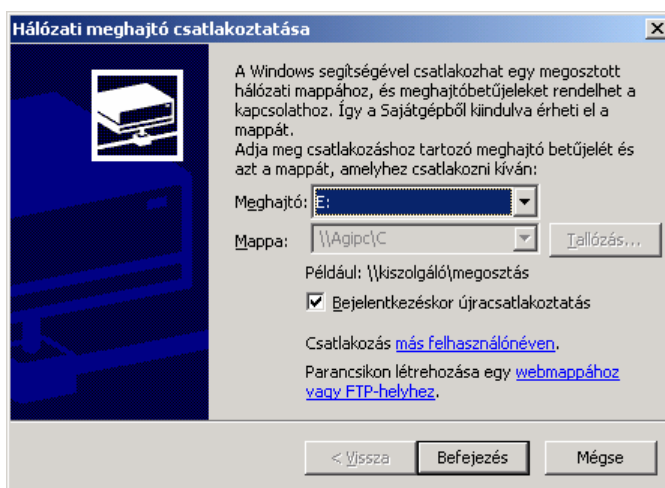 Hálózati meghajtó csatlakoztatása
A Windows segítségével csatlakozhat egy megosztott
hálózati mappához, és meghajtóbetűjeleket rendelhet a
kapcsolathoz. Így a Sajátgépből kiindulva érheti el a
mappát.
Adja meg csatlakozáshoz tartozó meghajtó betűjelét és
azt a mappát, amelyhez csatlakozni kíván:
Meghajtó: E:
Mappa: \\Agipc\C Tallózás...
Például: \\kiszolgáló\megosztás
Bejelentkezéskor újracsatlakoztatás
Csatlakozás más felhasználónéven.
Parancsikon létrehozása egy webmappához
vagy FTP-helyhez.
< Vissza Befejezés Mégse